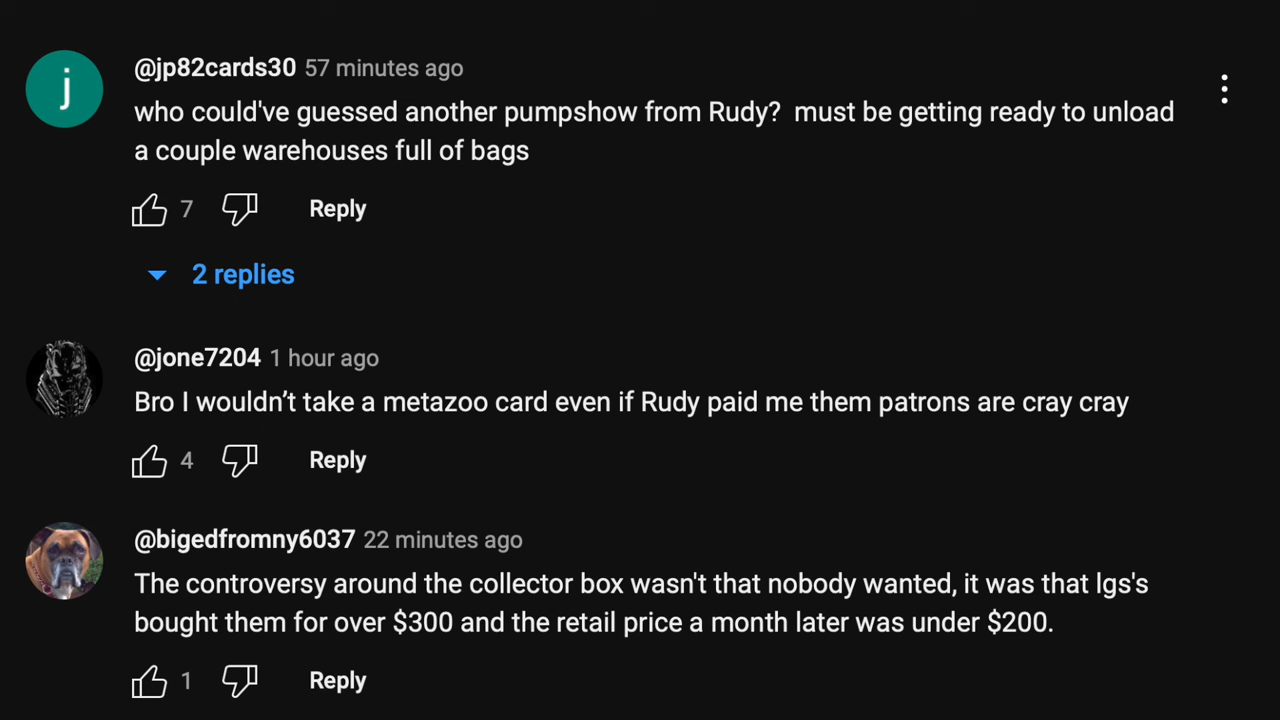 j
@jp82cards30 57 minutes ago
who could've guessed another pumpshow from Rudy?  must be getting ready to unload
a couple warehouses full of bags
7 Reply
2 replies
@jone7204 1 hour ago
Bro I wouldn’t take a metazoo card even if Rudy paid me them patrons are cray cray
4 Reply
@bigedfromny6037 22 minutes ago
The controversy around the collector box wasn't that nobody wanted, it was that lgs's
bought them for over $300 and the retail price a month later was under $200.
1 Reply